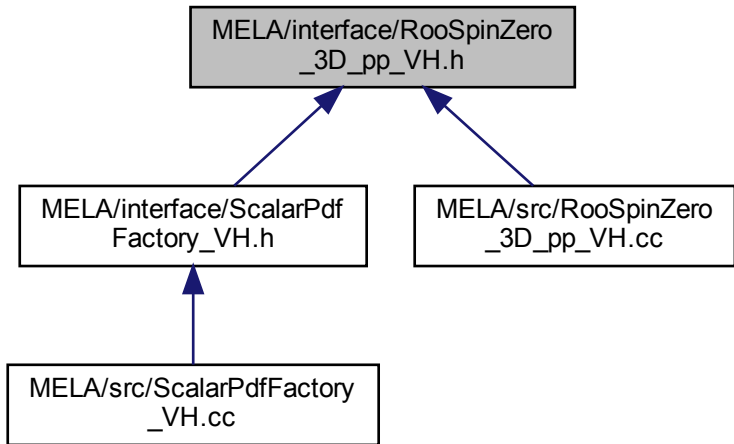 MELA/interface/RooSpinZero
_3D_pp_VH.h
MELA/interface/ScalarPdf
Factory_VH.h
MELA/src/RooSpinZero
_3D_pp_VH.cc
MELA/src/ScalarPdfFactory
_VH.cc